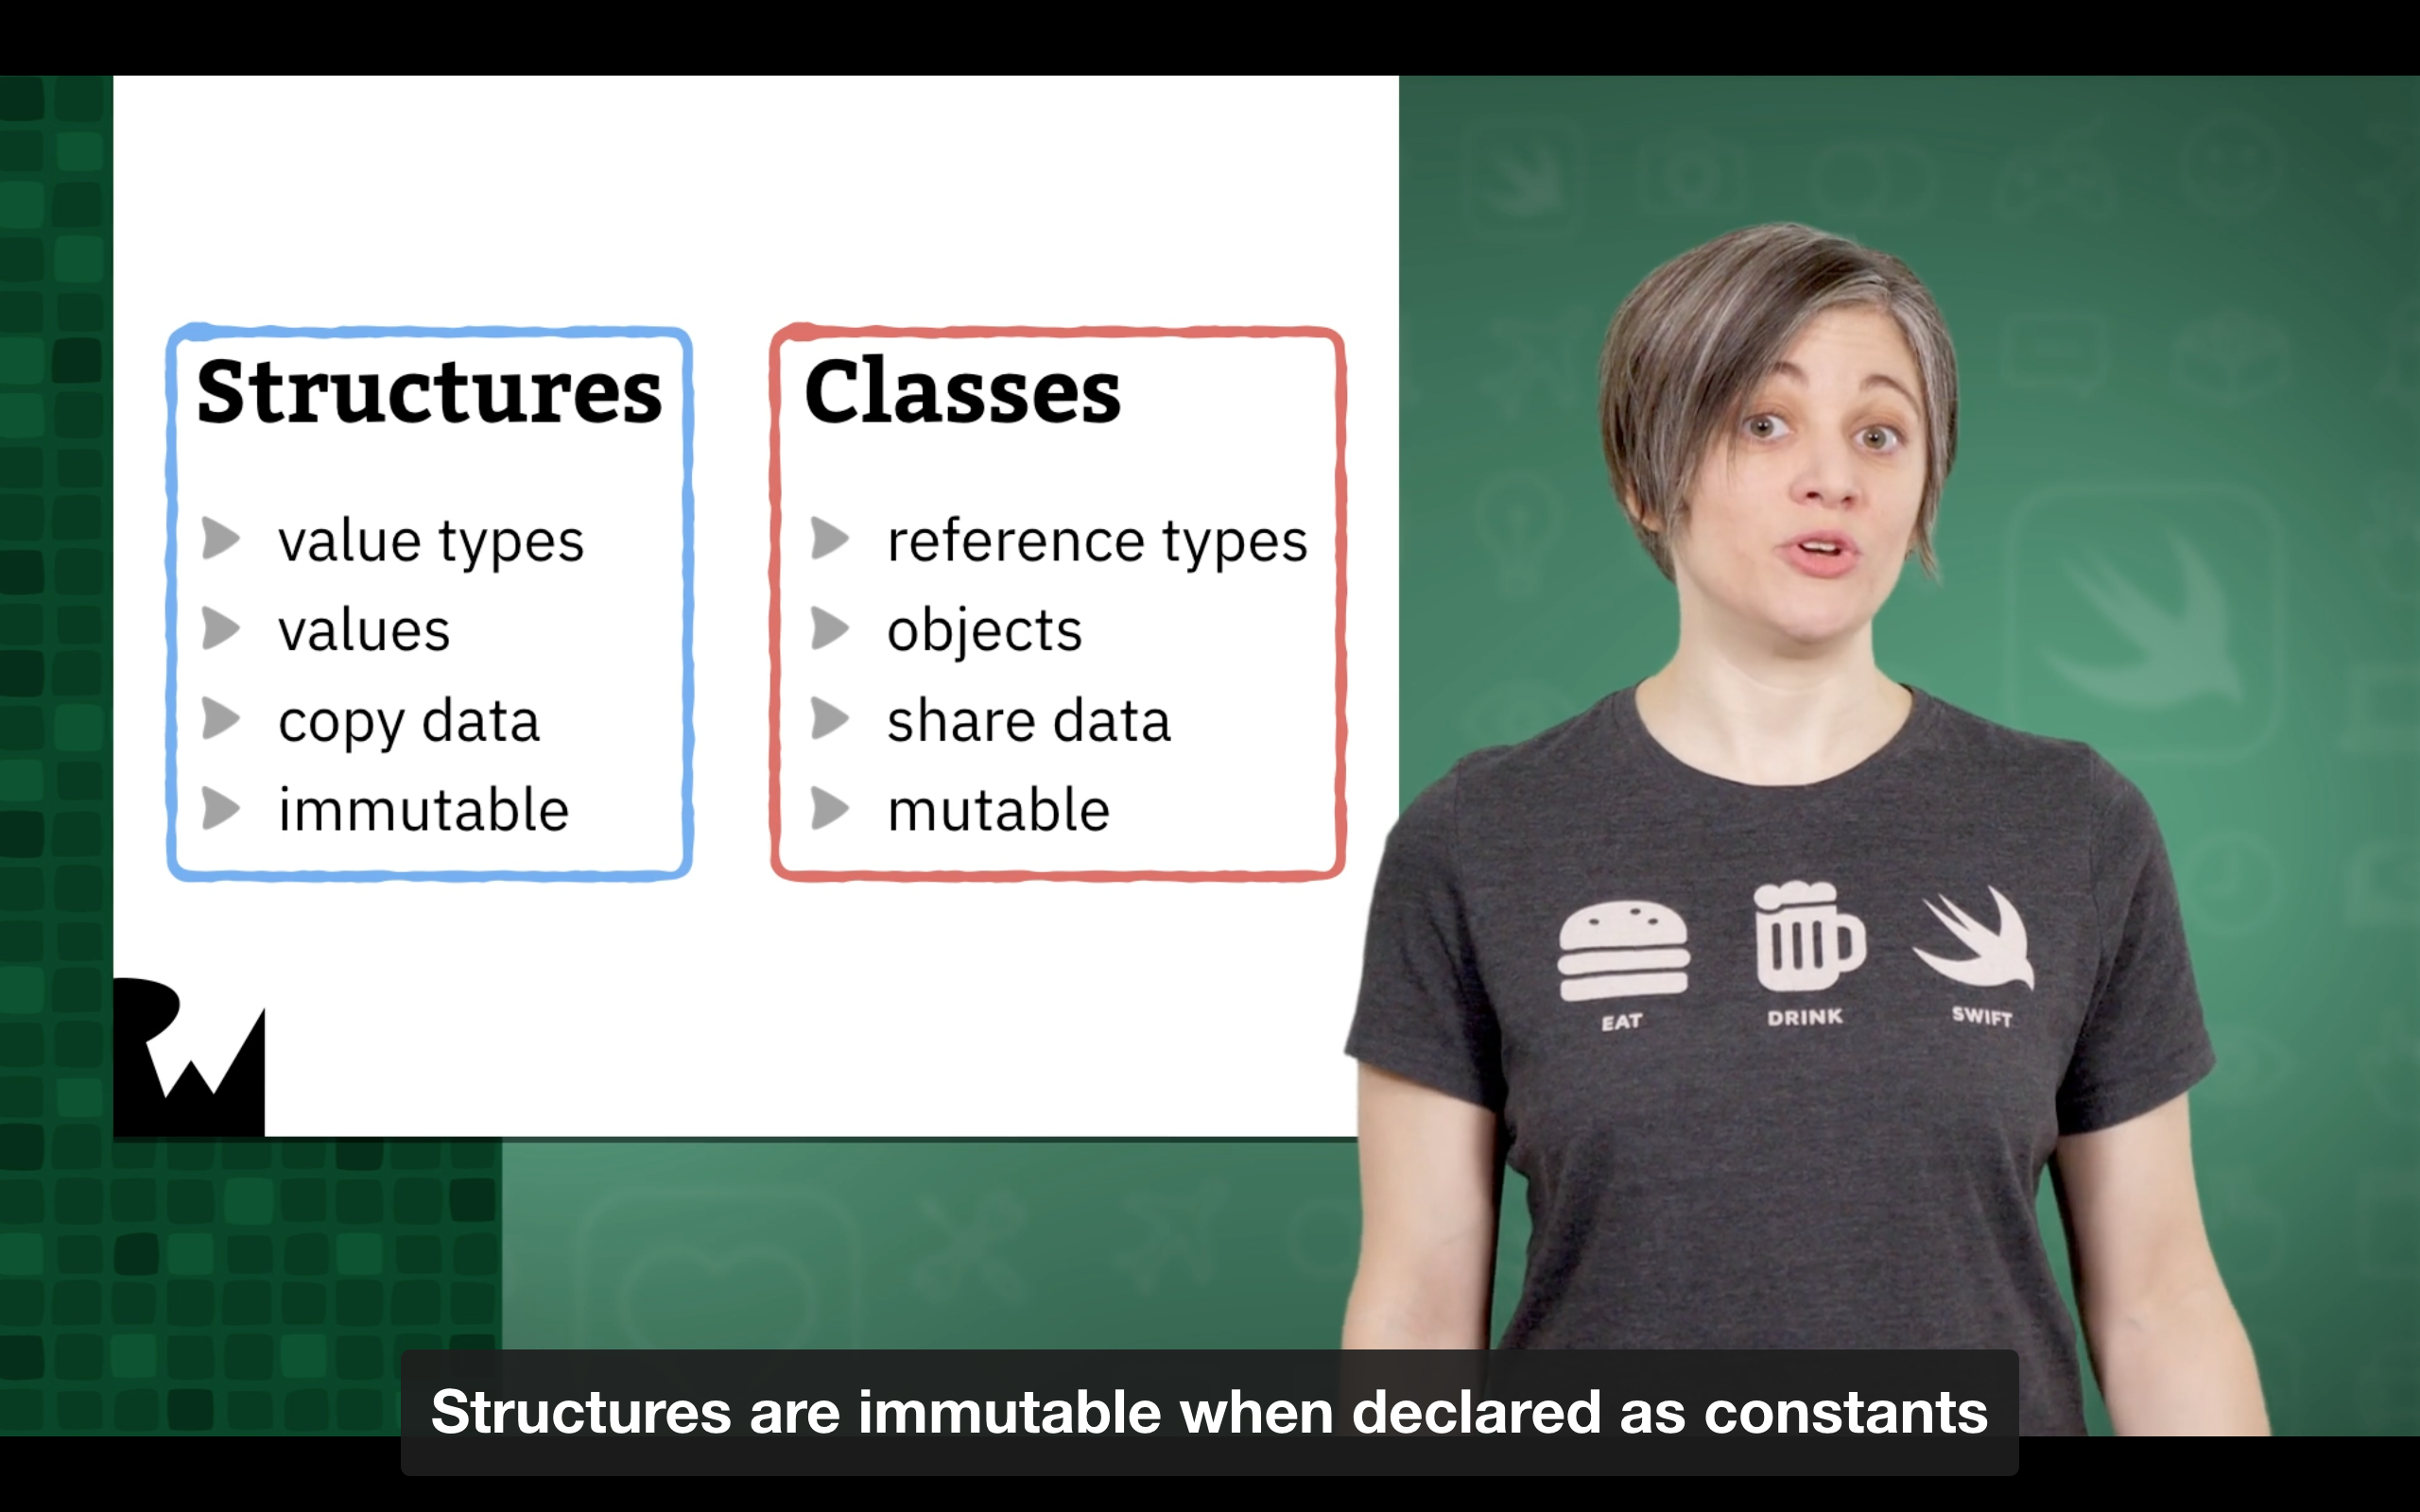 Structures
value types
values
copy data
immutable
Classes
reference types
objects
share data
mutable
EAT
DRINK
SWIFT
Structures are immutable when declared as constants